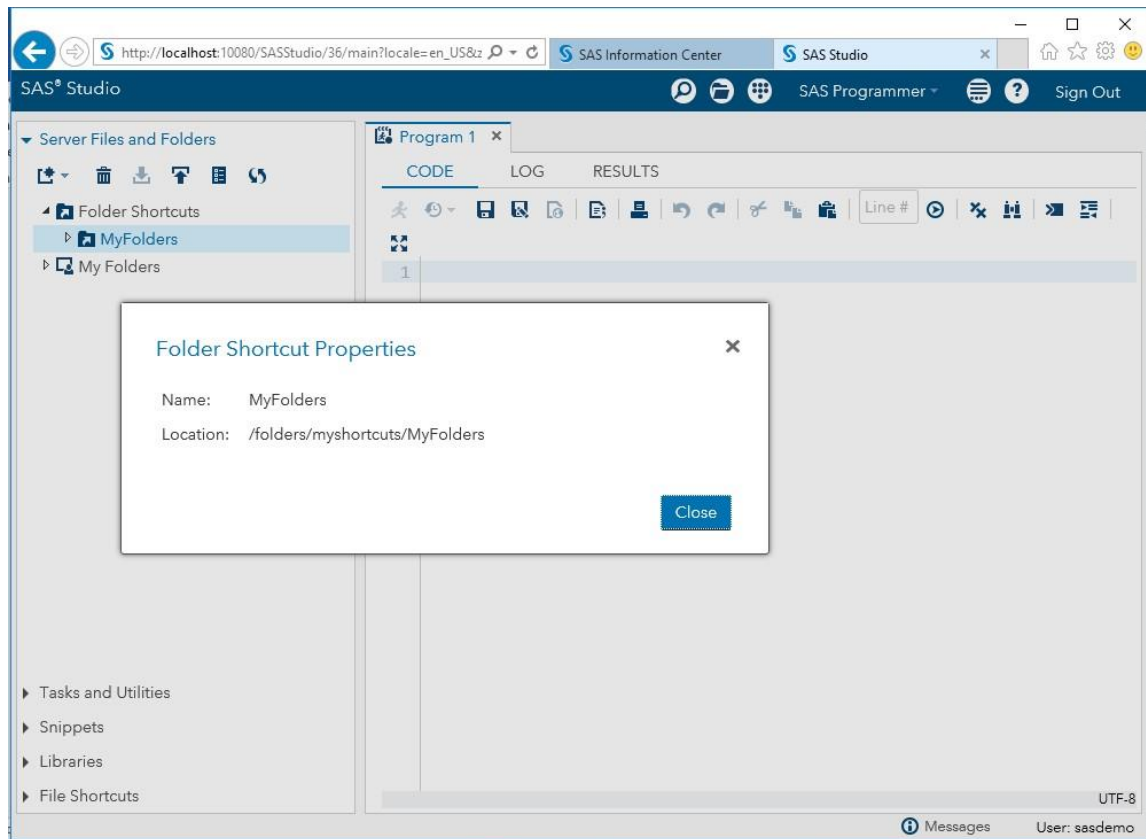 http://localhost:10080/SASStudio/36/main?locale=en_US&z
SAS Information Center
SAS Studio
SAS® Studio
SAS Programmer
Sign Out
Server Files and Folders
Program 1
CODE LOG RESULTS
Folder Shortcuts
Line #
MyFolders
My Folders
1
Folder Shortcut Properties
Name: MyFolders
Location: /folders/myshortcuts/MyFolders
Close
Tasks and Utilities
Snippets
Libraries
File Shortcuts
UTF-8
Messages
User: sasdemo